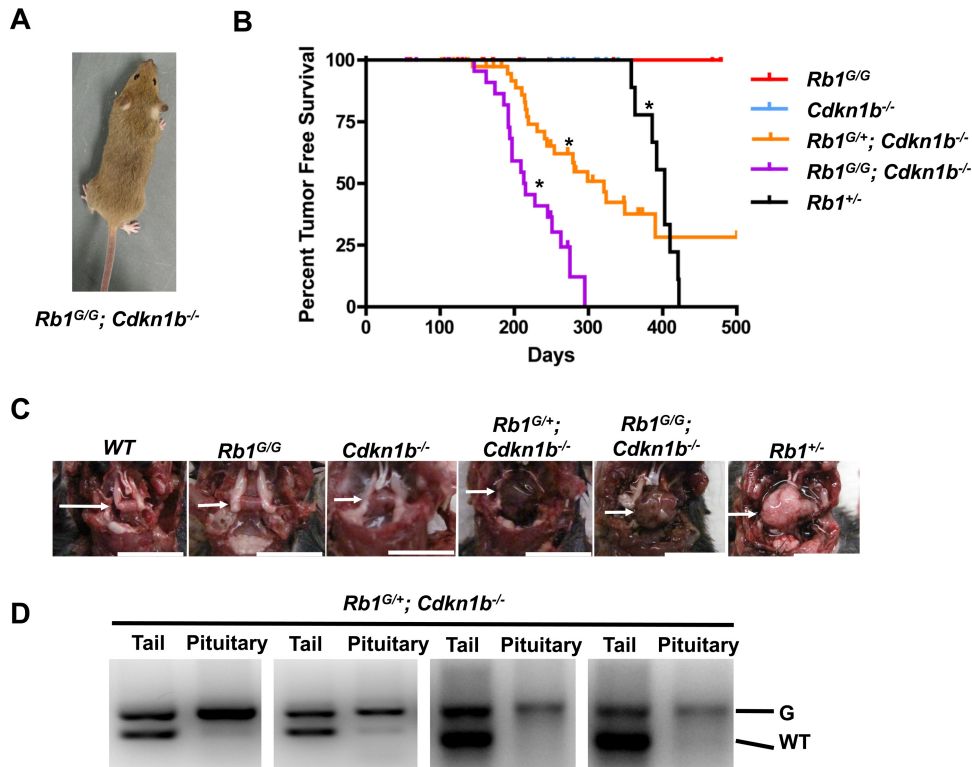 A
Rb1G/G; Cdkn1b-/-
B
Percent Tumor Free Survival
100
75
50
25
0
0 100 200 300 400 500
Days
*
*
*
Rb1G/G
Cdkn1b-/-
Rb1G/+; Cdkn1b-/-
Rb1G/G; Cdkn1b-/-
Rb1+/-
C
WT
Rb1G/G
Cdkn1b-/-
Rb1G/+;
Cdkn1b-/-
Rb1G/G;
Cdkn1b-/-
Rb1+/-
D
Rb1G/+; Cdkn1b-/-
Tail Pituitary Tail Pituitary Tail Pituitary Tail Pituitary
G
WT